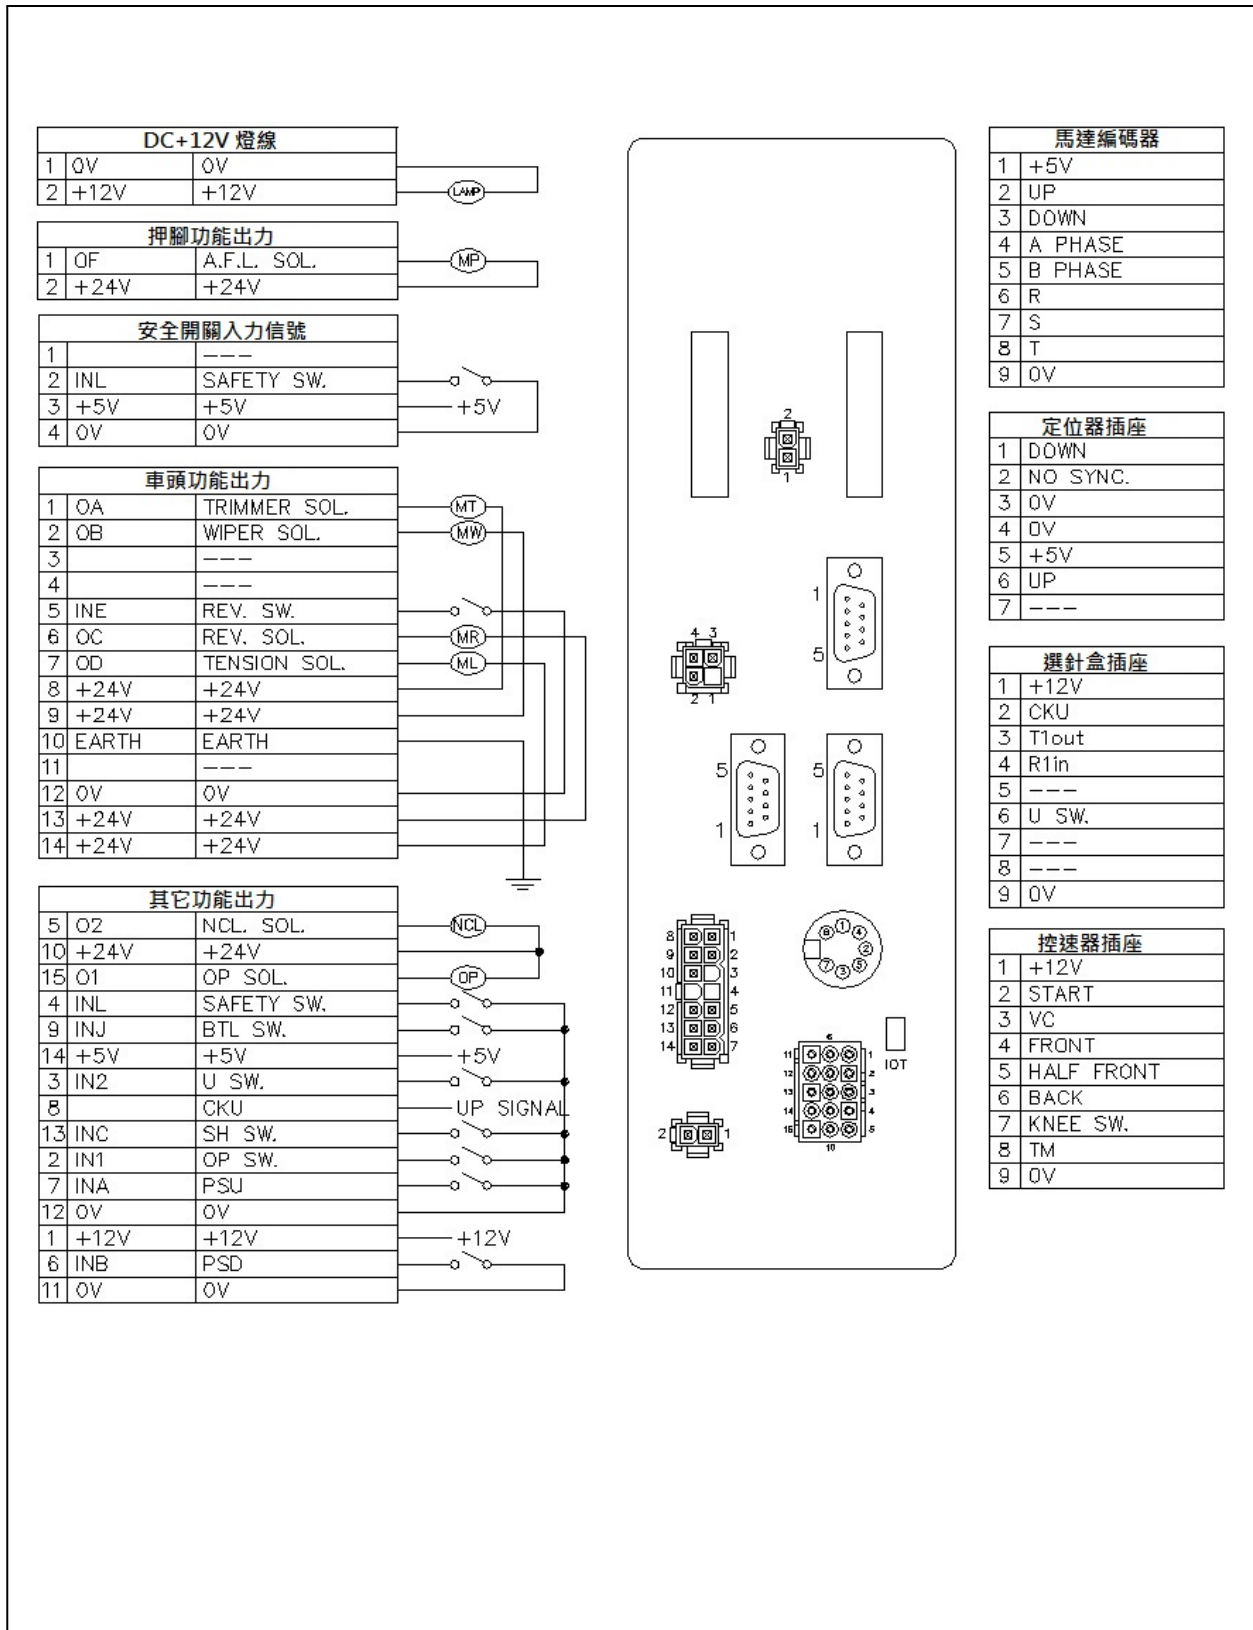 DC+12V 燈線
1 0V 0V
2 +12V +12V LAMP
押腳功能出力
1 OF A.F.L. SOL. MP
2 +24V +24V
安全開關入力信號
1 ---
2 INL SAFETY SW.
3 +5V +5V +5V
4 0V 0V
車頭功能出力
1 OA TRIMMER SOL. MT
2 OB WIPER SOL. MW
3 ---
4 ---
5 INE REV. SW.
6 OC REV. SOL. MR
7 OD TENSION SOL. ML
8 +24V +24V
9 +24V +24V
10 EARTH EARTH
11 ---
12 0V 0V
13 +24V +24V
14 +24V +24V
其它功能出力
5 O2 NCL. SOL. NCL
10 +24V +24V
15 O1 OP SOL. OP
4 INL SAFETY SW.
9 INJ BTL SW.
14 +5V +5V +5V
3 IN2 U SW.
8 CKU UP SIGNAL
13 INC SH SW.
2 IN1 OP SW.
7 INA PSU
12 0V 0V
1 +12V +12V +12V
6 INB PSD
11 0V 0V
2
1
1
5
4 3
2 1
5
1
5
1
8 1
9 2
10 3
11 4
12 5
13 6
14 7
6 1 4
2
7 3 5
IOT
6
11 1
12 2
13 3
14 4
15 5
10
2 1
馬達編碼器
1 +5V
2 UP
3 DOWN
4 A PHASE
5 B PHASE
6 R
7 S
8 T
9 0V
定位器插座
1 DOWN
2 NO SYNC.
3 0V
4 0V
5 +5V
6 UP
7 ---
選針盒插座
1 +12V
2 CKU
3 T1out
4 R1in
5 ---
6 U SW.
7 ---
8 ---
9 0V
控速器插座
1 +12V
2 START
3 VC
4 FRONT
5 HALF FRONT
6 BACK
7 KNEE SW.
8 TM
9 0V